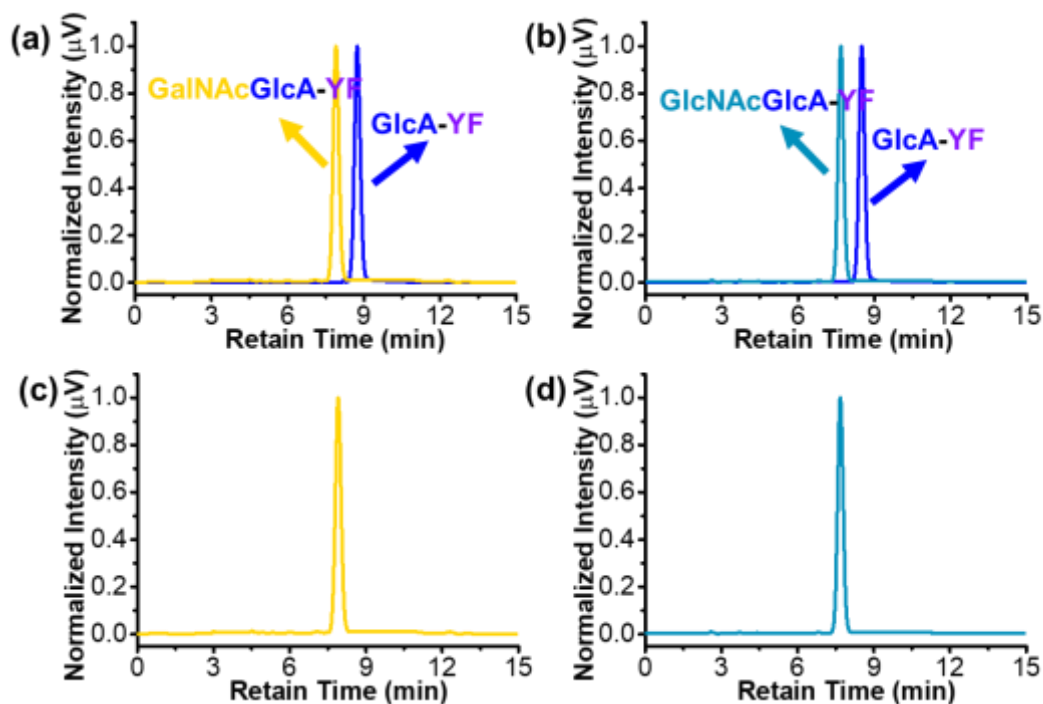 (a)
Normalized Intensity (μV)
1.0
0.8
0.6
0.4
0.2
0.0
GalNAcGlcA-YF
GlcA-YF
0 3 6 9 12 15
Retain Time (min)
(b)
Normalized Intensity (μV)
1.0
0.8
0.6
0.4
0.2
0.0
GlcNAcGlcA-YF
GlcA-YF
0 3 6 9 12 15
Retain Time (min)
(c)
Normalized Intensity (μV)
1.0
0.8
0.6
0.4
0.2
0.0
0 3 6 9 12 15
Retain Time (min)
(d)
Normalized Intensity (μV)
1.0
0.8
0.6
0.4
0.2
0.0
0 3 6 9 12 15
Retain Time (min)